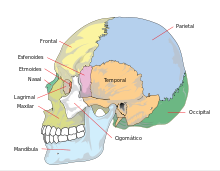 Parietal
Frontal
Esfenoides
Etmoides
Nasal
Temporal
Lagrimal
Maxilar
Occipital
Mandíbula
Cigomático